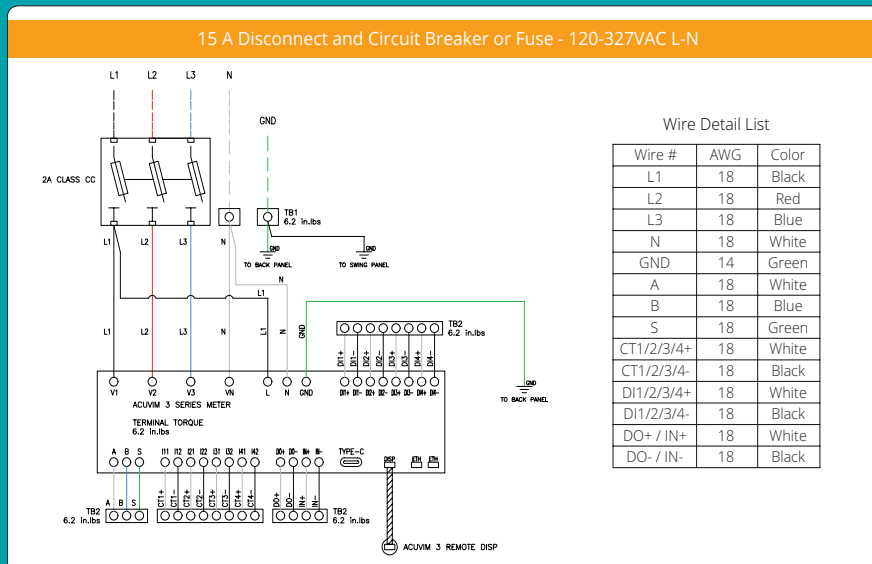 15 A Disconnect and Circuit Breaker or Fuse - 120-327VAC L-N
L1 L2 L3 N
GND
2A CLASS CC
TB1
6.2 in.lbs
L1 L2 L3 N
GND GND
TO BACK PANEL TO SWING PANEL
N
L1
L1 L2 L3 N L1 N GND
TB2
6.2 in.lbs
DI1+ DI1- DI2+ DI2- DI3+ DI3- DI4+ DI4-
V1 V2 V3 VN L N GND DI1+ DI1- DI2+ DI2- DI3+ DI3- DI4+ DI4-
GND
TO BACK PANEL
ACUVIM 3 SERIES METER
TERMINAL TORQUE
6.2 in.lbs
A B S I11 I12 I21 I22 I31 I32 I41 I42 DO+ DO- IN+ IN- TYPE-C DISP ETH ETH
A B S CT1+ CT1- CT2+ CT2- CT3+ CT3- CT4+ CT4- DO+ DO- IN+ IN-
TB2
6.2 in.lbs
TB2
6.2 in.lbs
ACUVIM 3 REMOTE DISP
Wire Detail List
Wire # AWG Color
L1 18 Black
L2 18 Red
L3 18 Blue
N 18 White
GND 14 Green
A 18 White
B 18 Blue
S 18 Green
CT1/2/3/4+ 18 White
CT1/2/3/4- 18 Black
DI1/2/3/4+ 18 White
DI1/2/3/4- 18 Black
DO+ / IN+ 18 White
DO- / IN- 18 Black